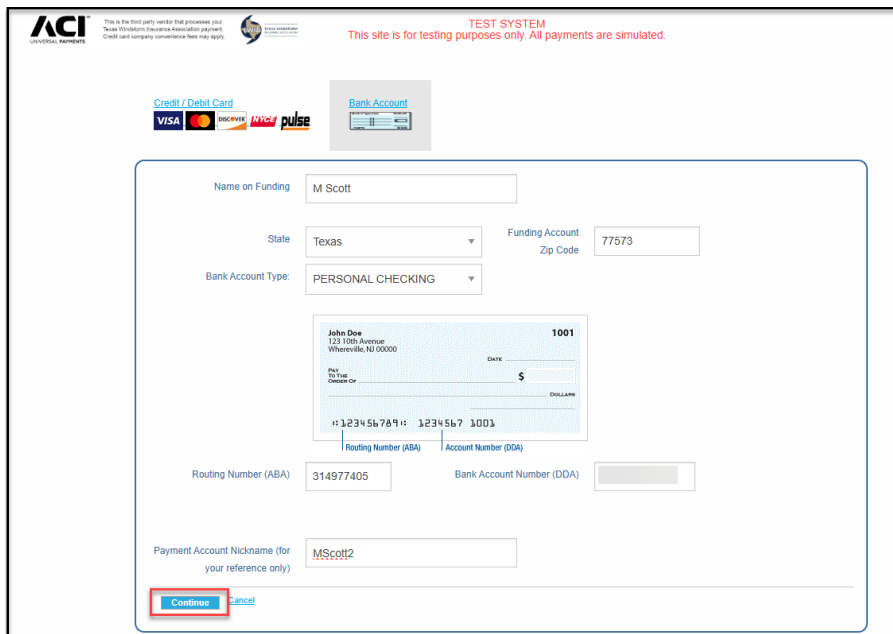 ACI
UNIVERSAL PAYMENTS
This is the third party vendor that processes your
Texas Windstorm Insurance Association payment.
Credit card company convenience fees may apply.
TEST SYSTEM
This site is for testing purposes only. All payments are simulated.
Credit / Debit Card
VISA DISCOVER NYCE pulse
Bank Account
Name on Funding M Scott
State Texas Funding Account
Zip Code 77573
Bank Account Type: PERSONAL CHECKING
John Doe 1001
123 10th Avenue
Whereville, NJ 00000
DATE
PAY
TO THE
ORDER OF $
DOLLARS
⑆123456789⑆ 1234567 1001
Routing Number (ABA) Account Number (DDA)
Routing Number (ABA) 314977405 Bank Account Number (DDA)
Payment Account Nickname (for
your reference only) MScott2
Continue Cancel